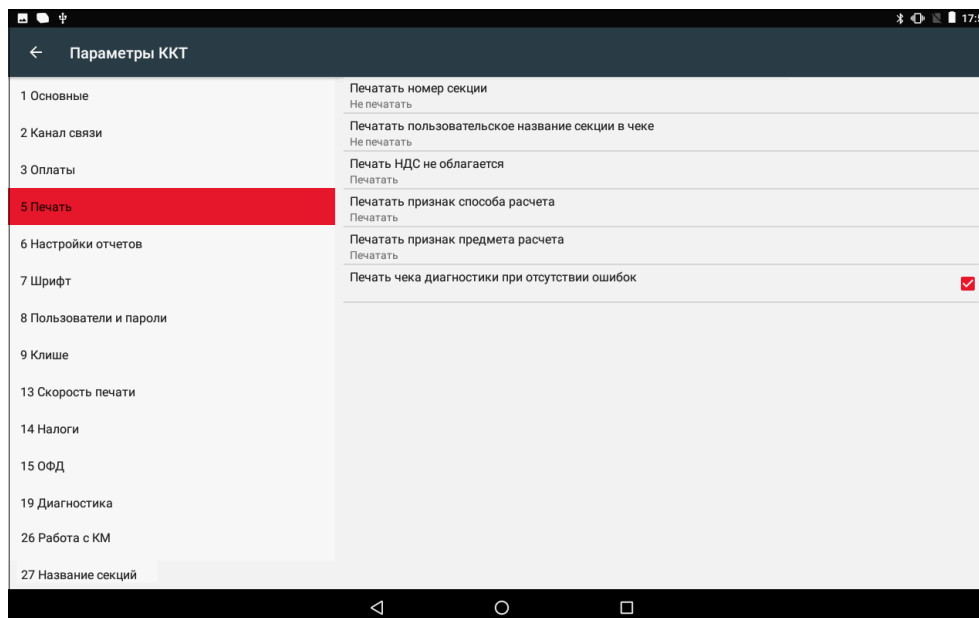 17:5
Параметры ККТ
1 Основные
2 Канал связи
3 Оплаты
5 Печать
6 Настройки отчетов
7 Шрифт
8 Пользователи и пароли
9 Клише
13 Скорость печати
14 Налоги
15 ОФД
19 Диагностика
26 Работа с КМ
27 Название секций
Печатать номер секции
Не печатать
Печатать пользовательское название секции в чеке
Не печатать
Печать НДС не облагается
Печатать
Печатать признак способа расчета
Печатать
Печатать признак предмета расчета
Печатать
Печать чека диагностики при отсутствии ошибок